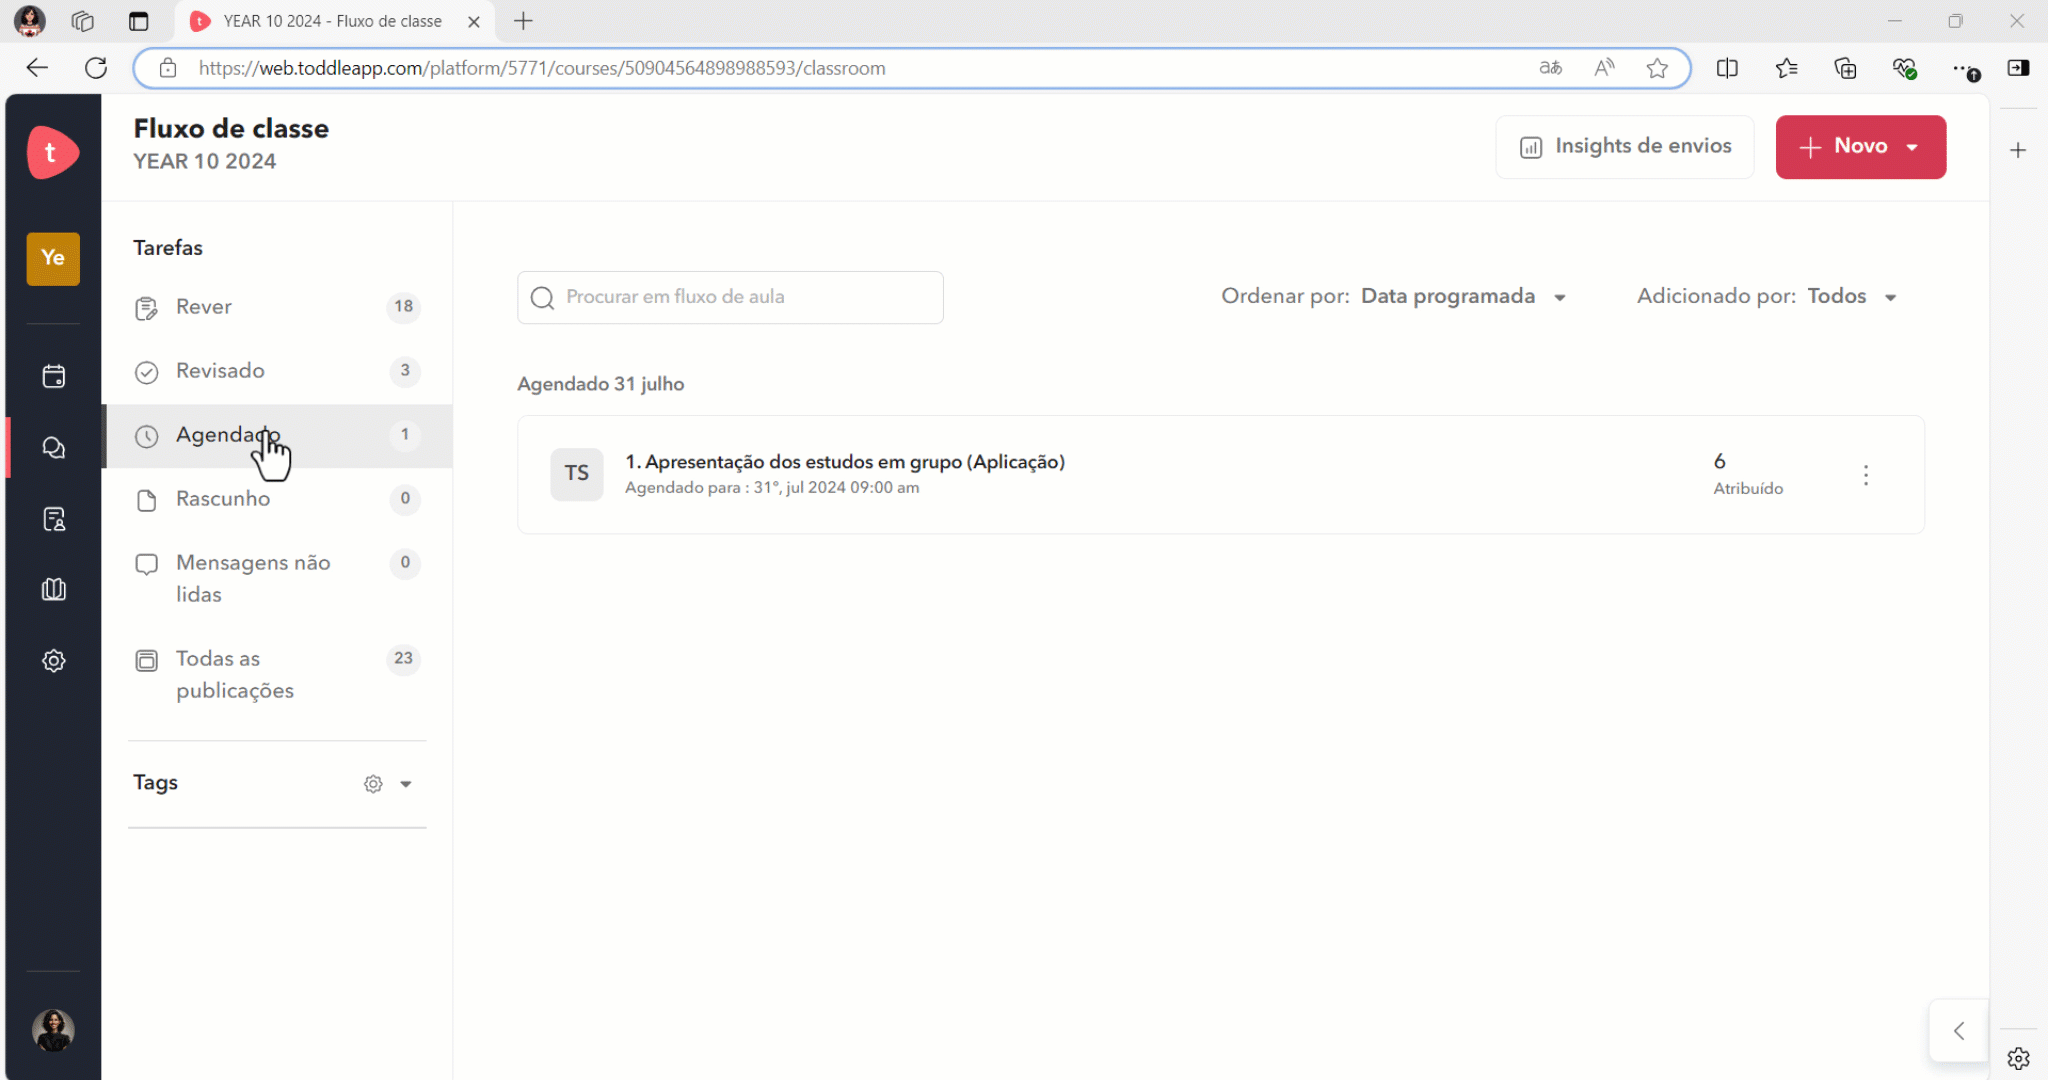 YEAR 10 2024 - Fluxo de classe
https://web.toddleapp.com/platform/5771/courses/50904564898988593/classroom
aあ
A
t
Fluxo de classe
YEAR 10 2024
Insights de envios
Novo
Ye
Tarefas
Rever 18
Revisado 3
Agendado 1
Rascunho 0
Mensagens não 0
lidas
Todas as 23
publicações
Tags
Procurar em fluxo de aula
Ordenar por: Data programada
Adicionado por: Todos
Agendado 31 julho
TS
1. Apresentação dos estudos em grupo (Aplicação)
Agendado para : 31°, jul 2024 09:00 am
6
Atribuído